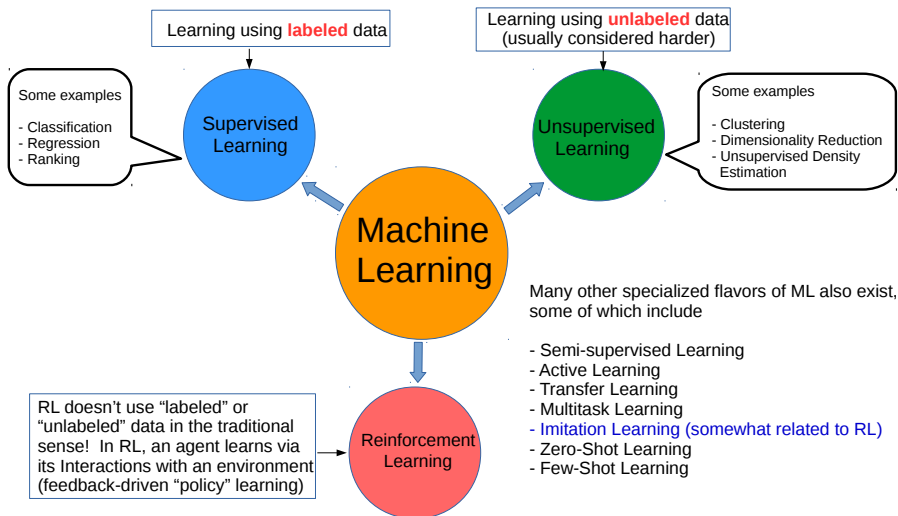 Learning using labeled data
Learning using unlabeled data
(usually considered harder)
Some examples
- Classification
- Regression
- Ranking
Supervised
Learning
Unsupervised
Learning
Some examples
- Clustering
- Dimensionality Reduction
- Unsupervised Density
Estimation
Machine
Learning
Many other specialized flavors of ML also exist,
some of which include
- Semi-supervised Learning
- Active Learning
- Transfer Learning
- Multitask Learning
- Imitation Learning (somewhat related to RL)
- Zero-Shot Learning
- Few-Shot Learning
RL doesn’t use “labeled” or
“unlabeled” data in the traditional
sense! In RL, an agent learns via
its Interactions with an environment
(feedback-driven “policy” learning)
Reinforcement
Learning